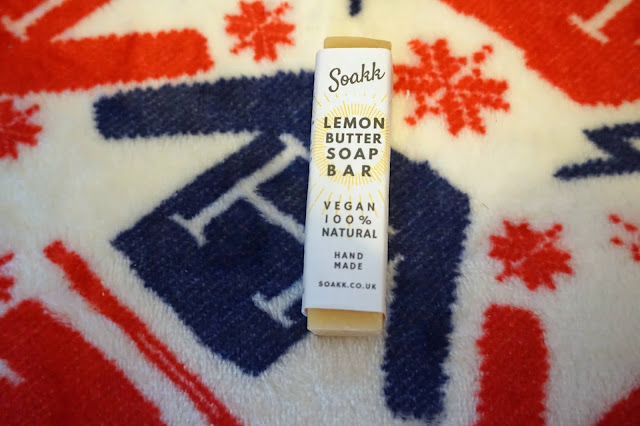 Soakk
LEMON
BUTTER
SOAP
BAR
VEGAN
100%
NATURAL
HAND
MADE
SOAKK.CO.UK